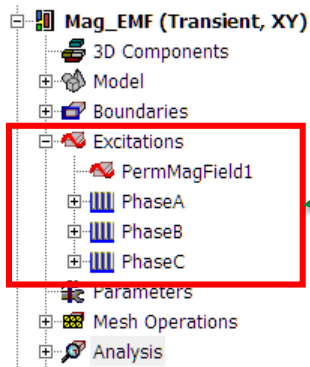 Mag_EMF (Transient, XY)
3D Components
Model
Boundaries
Excitations
PermMagField1
PhaseA
PhaseB
PhaseC
Parameters
Mesh Operations
Analysis